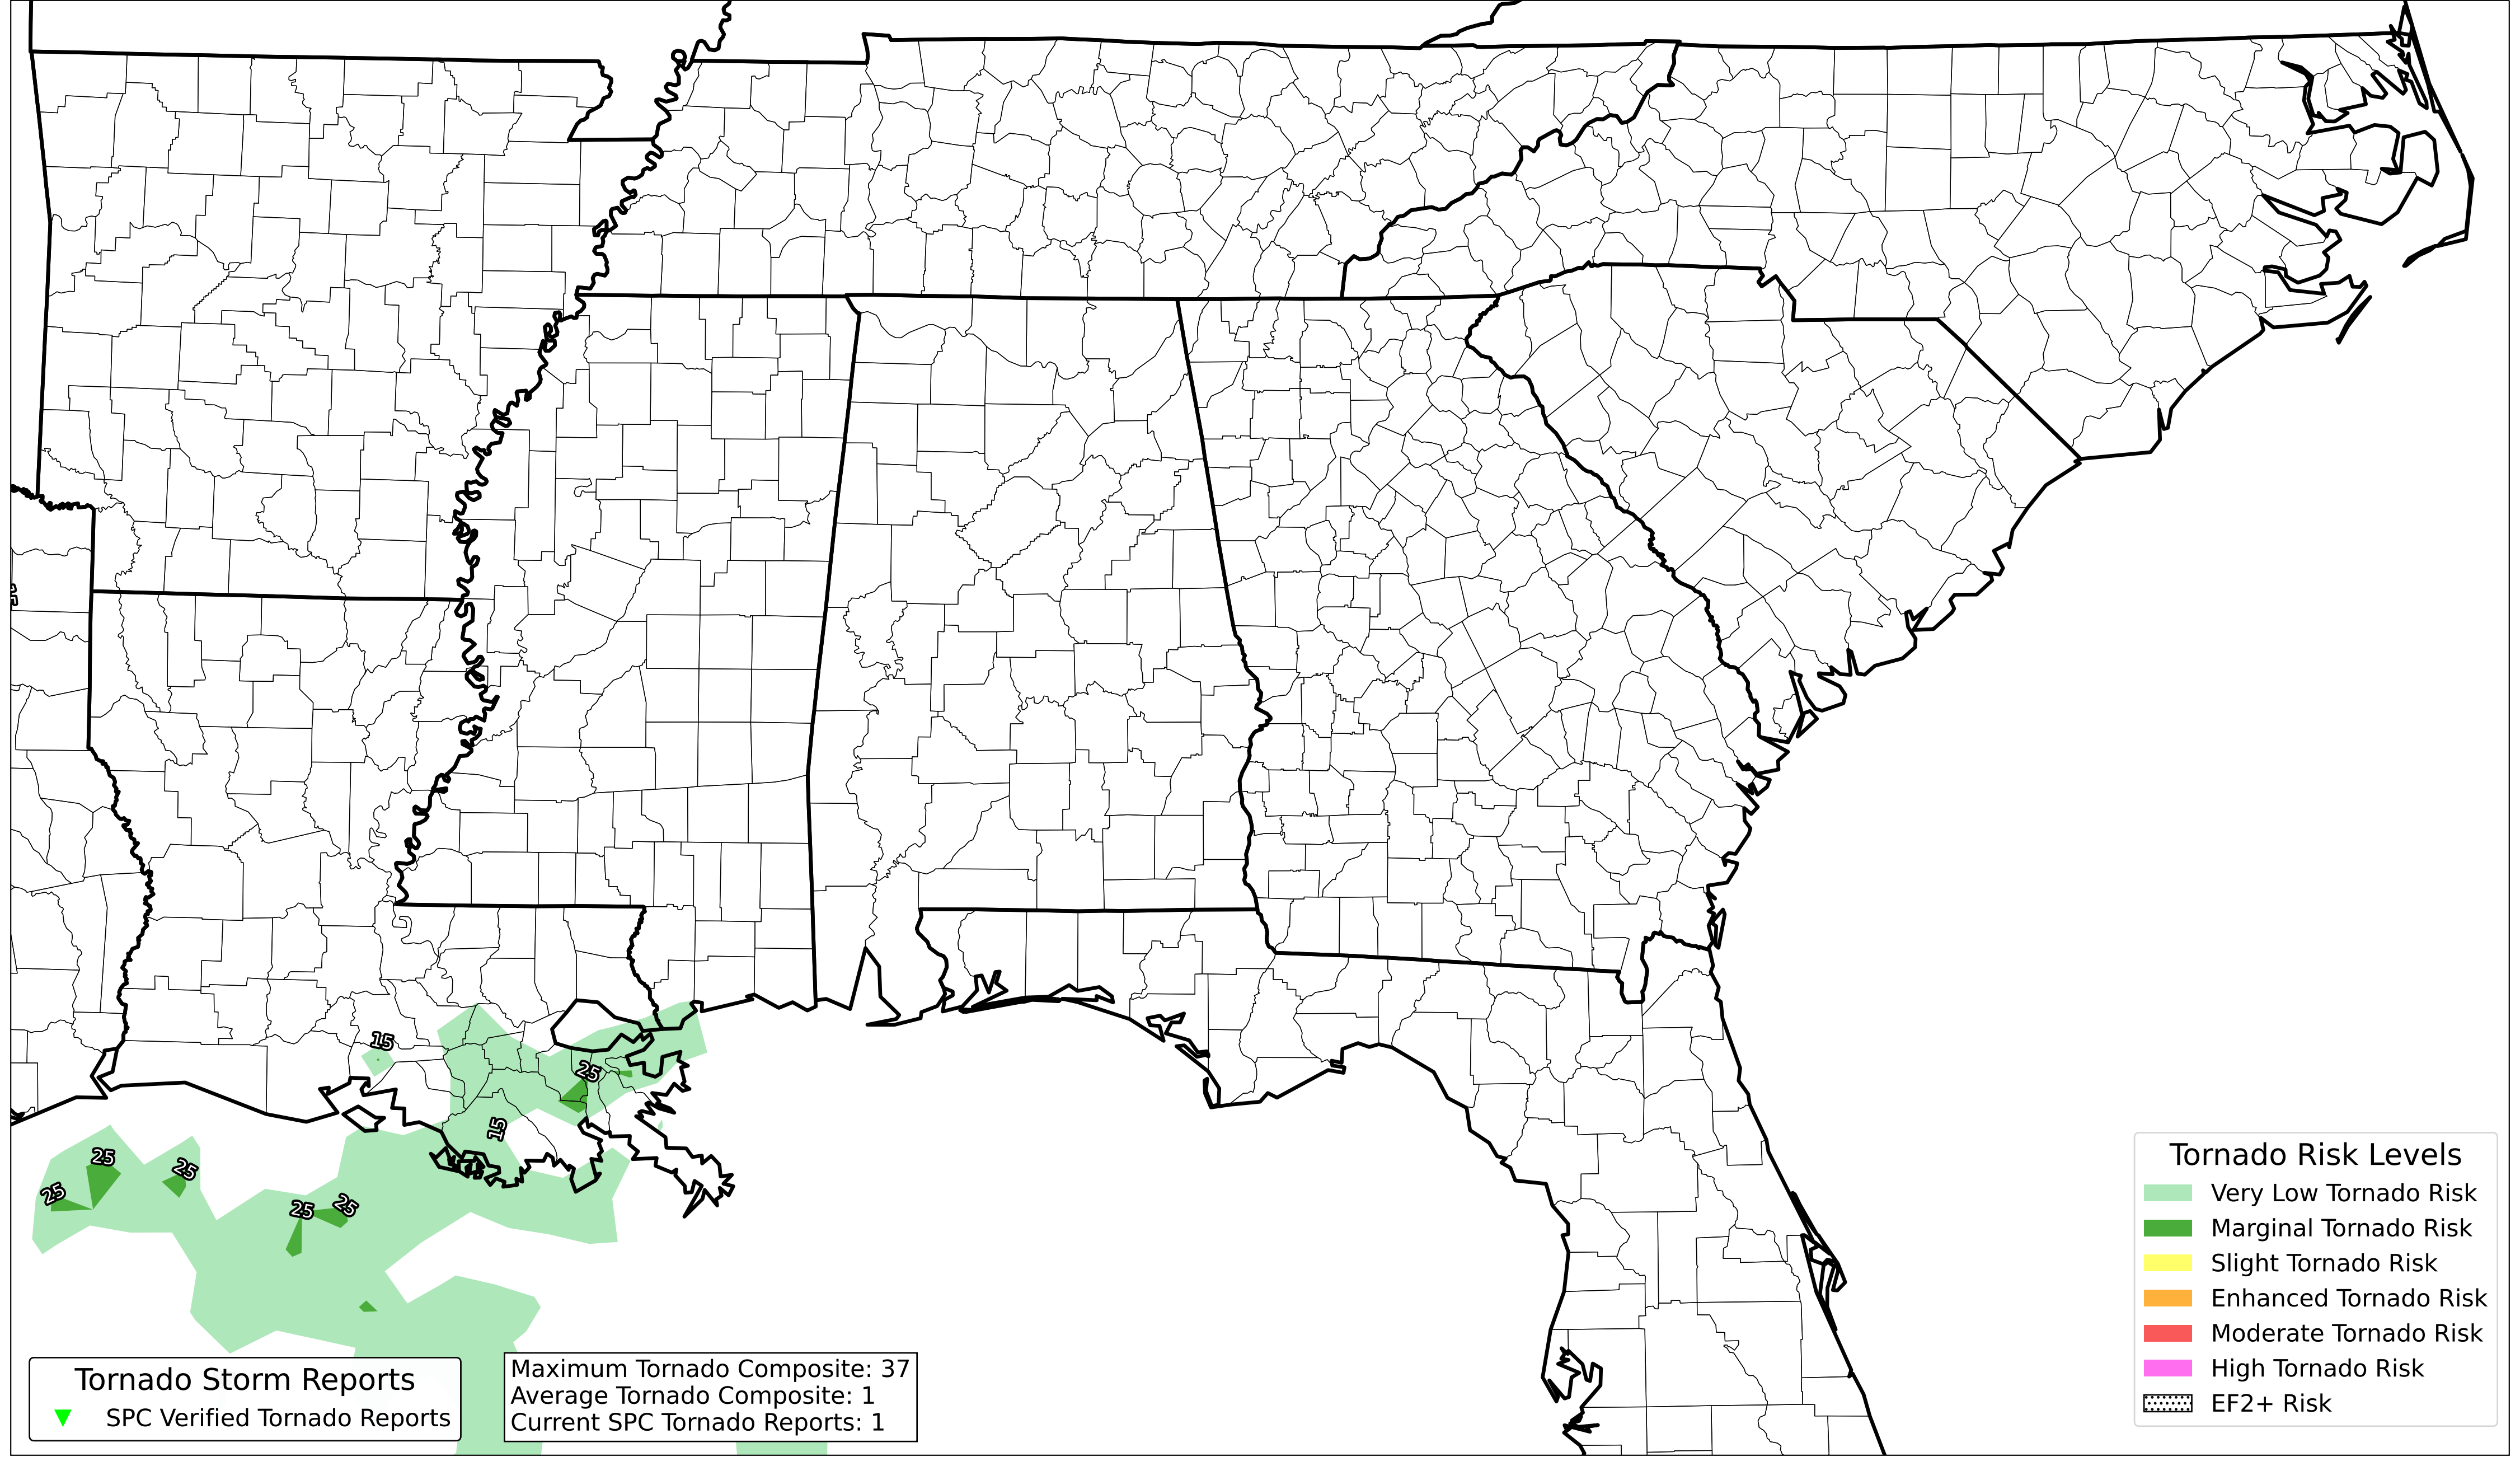 15
25
15
25
25
25
25
25
Tornado Storm Reports
SPC Verified Tornado Reports
Maximum Tornado Composite: 37
Average Tornado Composite: 1
Current SPC Tornado Reports: 1
Tornado Risk Levels
Very Low Tornado Risk
Marginal Tornado Risk
Slight Tornado Risk
Enhanced Tornado Risk
Moderate Tornado Risk
High Tornado Risk
EF2+ Risk